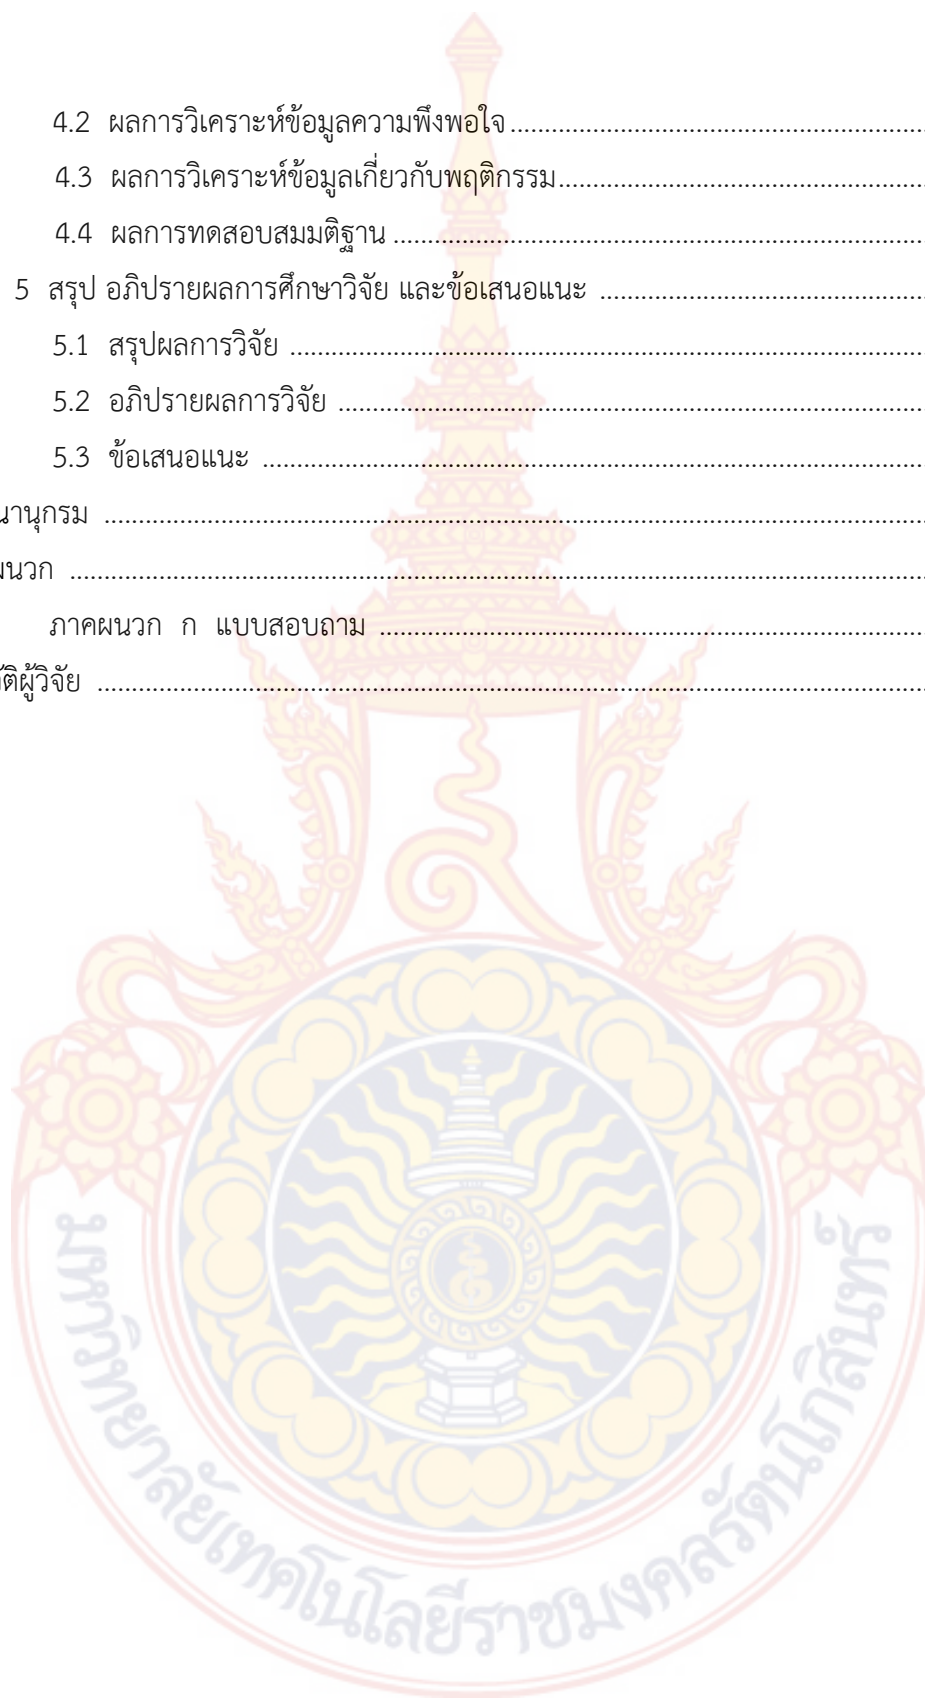 4.2 ผลการวิเคราะห์ข้อมูลความพึงพอใจ ........................................................
4.3 ผลการวิเคราะห์ข้อมูลเกี่ยวกับพฤติกรรม ........................................................
4.4 ผลการทดสอบสมมติฐาน ........................................................
5 สรุป อภิปรายผลการศึกษาวิจัย และข้อเสนอแนะ ........................................................
5.1 สรุปผลการวิจัย ........................................................
5.2 อภิปรายผลการวิจัย ........................................................
5.3 ข้อเสนอแนะ ........................................................
นานุกรม ........................................................
ผนวก ........................................................
ภาคผนวก ก แบบสอบถาม ........................................................
ัติผู้วิจัย ........................................................
มหาวิทยาลัยเทคโนโลยีราชมงคลรัตนโกสินทร์